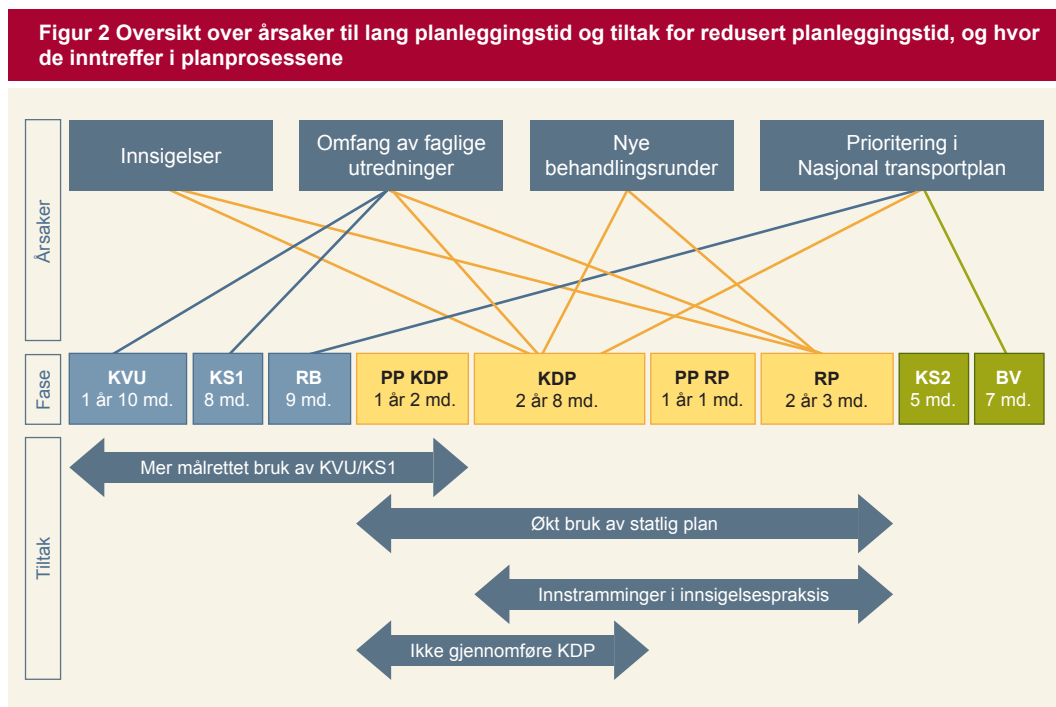 Figur 2 Oversikt over årsaker til lang planleggingstid og tiltak for redusert planleggingstid, og hvor
de inntreffer i planprosessene
Årsaker
Innsigelser
Omfang av faglige
utredninger
Nye
behandlingsrunder
Prioritering i
Nasjonal transportplan
Fase
KVU
1 år 10 md.
KS1
8 md.
RB
9 md.
PP KDP
1 år 2 md.
KDP
2 år 8 md.
PP RP
1 år 1 md.
RP
2 år 3 md.
KS2
5 md.
BV
7 md.
Tiltak
Mer målrettet bruk av KVU/KS1
Økt bruk av statlig plan
Innstramminger i innsigelsespraksis
Ikke gjennomføre KDP